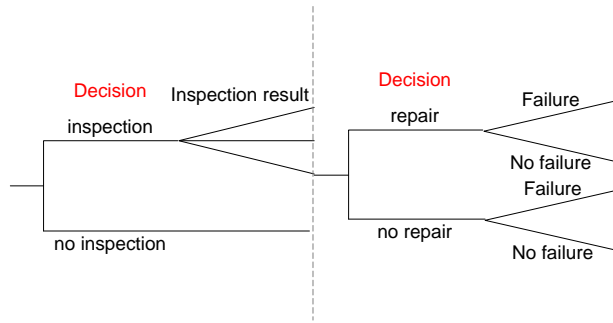 Decision
Inspection result
inspection
no inspection
Decision
repair
Failure
No failure
Failure
no repair
No failure